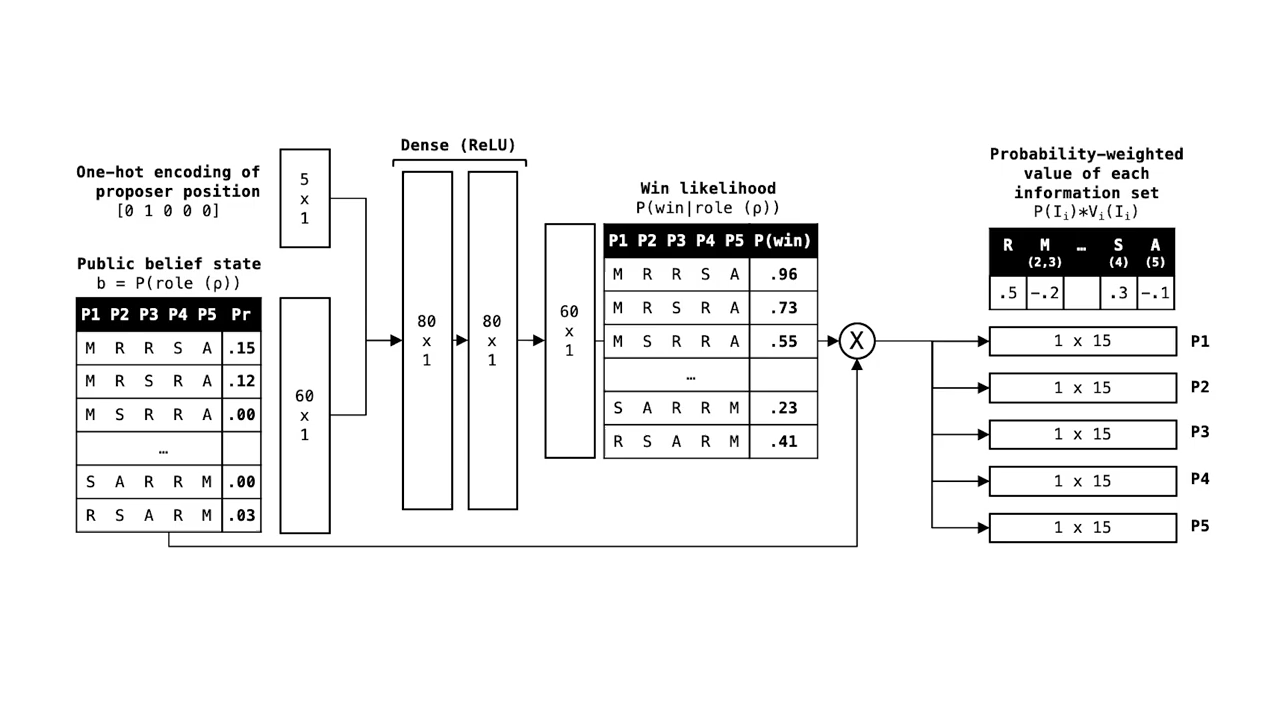 One-hot encoding of
proposer position
[0 1 0 0 0]
5
x
1
Public belief state
b = P(role (ρ))
P1 P2 P3 P4 P5 Pr
M R R S A .15
M R S R A .12
M S R R A .00
…
S A R R M .00
R S A R M .03
60
x
1
Dense (ReLU)
80
x
1
80
x
1
60
x
1
Win likelihood
P(win|role (ρ))
P1 P2 P3 P4 P5 P(win)
M R R S A .96
M R S R A .73
M S R R A .55
…
S A R R M .23
R S A R M .41
X
Probability-weighted
value of each
information set
P(Iᵢ)*Vᵢ(Iᵢ)
R M … S A
(2,3) (4) (5)
.5 -.2 .3 -.1
1 x 15 P1
1 x 15 P2
1 x 15 P3
1 x 15 P4
1 x 15 P5